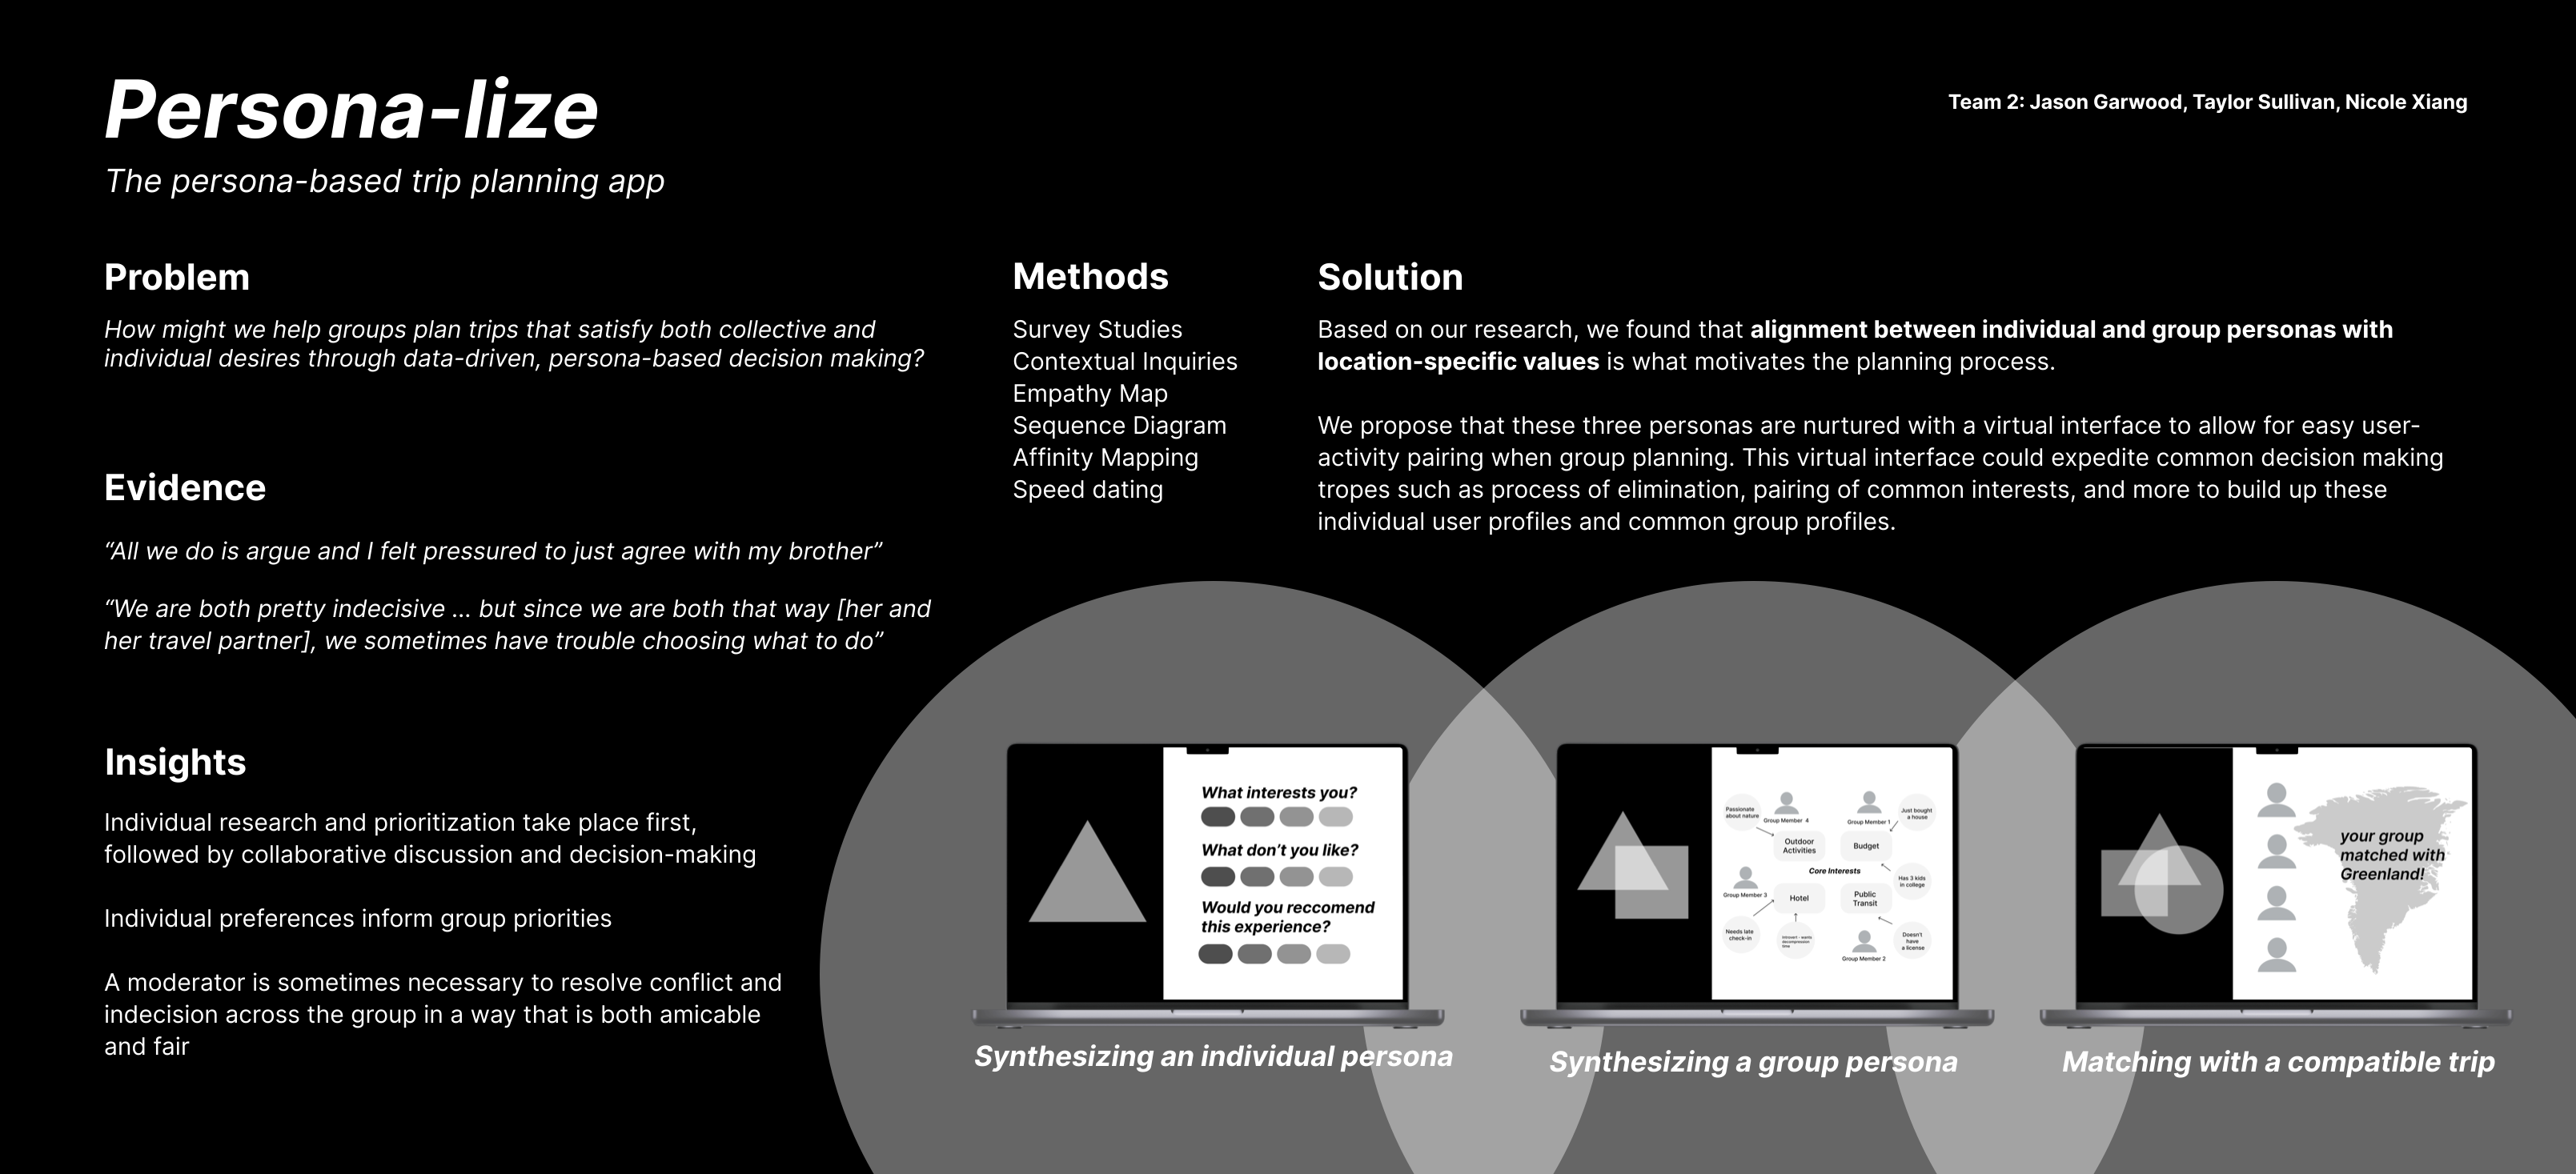 Persona-lize
The persona-based trip planning app
Team 2: Jason Garwood, Taylor Sullivan, Nicole Xiang
Problem
How might we help groups plan trips that satisfy both collective and
individual desires through data-driven, persona-based decision making?
Evidence
“All we do is argue and I felt pressured to just agree with my brother”
“We are both pretty indecisive ... but since we are both that way [her and
her travel partner], we sometimes have trouble choosing what to do”
Insights
Individual research and prioritization take place first,
followed by collaborative discussion and decision-making
Individual preferences inform group priorities
A moderator is sometimes necessary to resolve conflict and
indecision across the group in a way that is both amicable
and fair
Methods
Survey Studies
Contextual Inquiries
Empathy Map
Sequence Diagram
Affinity Mapping
Speed dating
Solution
Based on our research, we found that alignment between individual and group personas with
location-specific values is what motivates the planning process.
We propose that these three personas are nurtured with a virtual interface to allow for easy user-
activity pairing when group planning. This virtual interface could expedite common decision making
tropes such as process of elimination, pairing of common interests, and more to build up these
individual user profiles and common group profiles.
What interests you?
What don’t you like?
Would you reccomend
this experience?
Synthesizing an individual persona
Passionate
about nature
Group Member 4
Group Member 1
Just bought
a house
Outdoor
Activities
Budget
Core Interests
Has 3 kids
in college
Group Member 3
Hotel
Public
Transit
Needs late
check-in
Introvert - wants
decompression
time
Group Member 2
Doesn’t
have
a license
Synthesizing a group persona
your group
matched with
Greenland!
Matching with a compatible trip